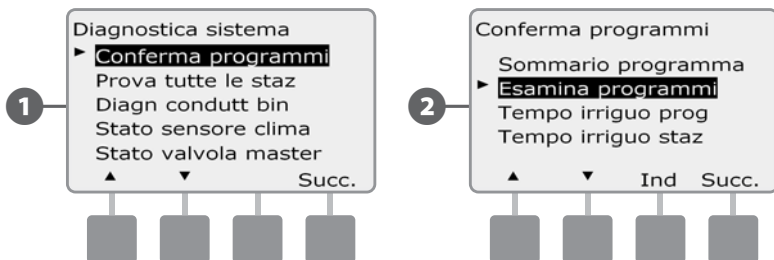 1
Diagnostica sistema
Conferma programmi
Prova tutte le staz
Diagn condutt bin
Stato sensore clima
Stato valvola master
Succ.
2
Conferma programmi
Sommario programma
Esamina programmi
Tempo irriguo prog
Tempo irriguo staz
Ind Succ.